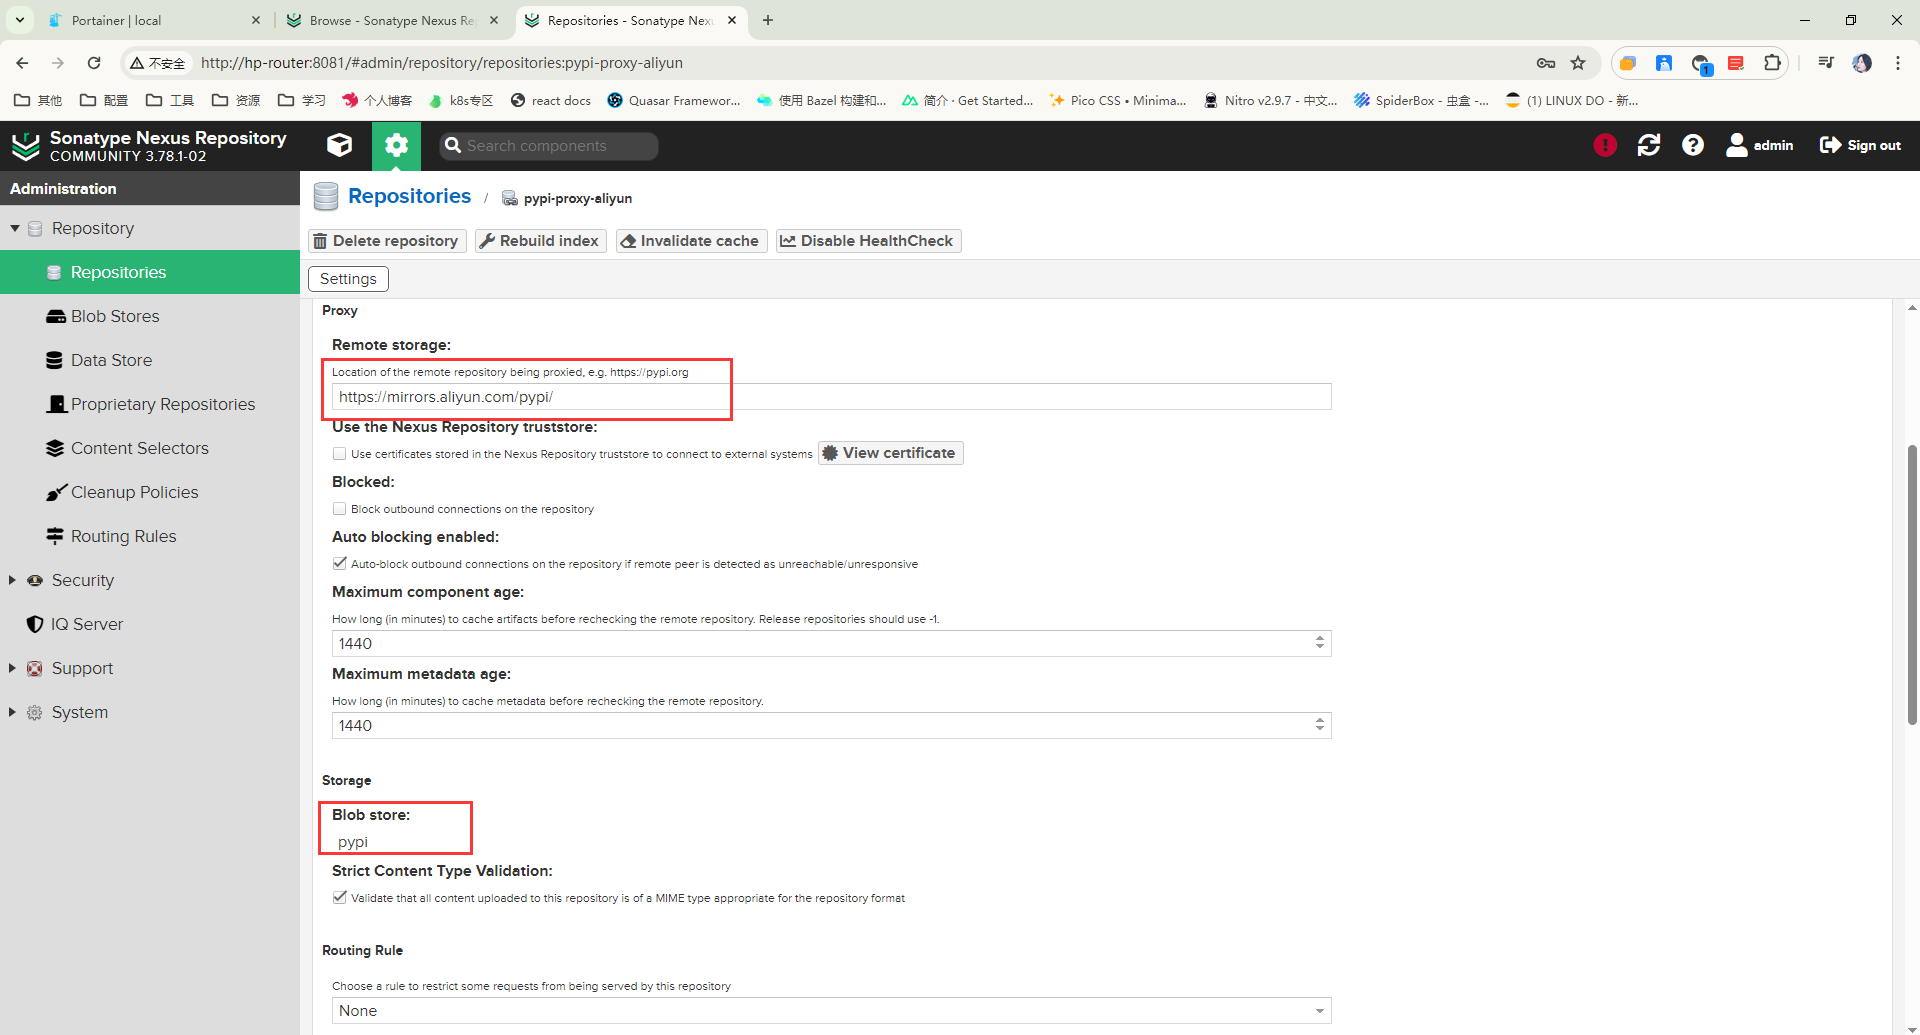 Portainer | local
Browse - Sonatype Nexus Re
Repositories - Sonatype Nexu
不安全
http://hp-router:8081/#admin/repository/repositories:pypi-proxy-aliyun
1
其他
配置
工具
资源
学习
个人博客
k8s专区
react docs
Quasar Framewor...
使用 Bazel 构建和...
简介 · Get Started...
Pico CSS • Minima...
Nitro v2.9.7 - 中文...
SpiderBox - 虫盒 -...
(1) LINUX DO - 新...
Sonatype Nexus Repository
COMMUNITY 3.78.1-02
Search components
admin
Sign out
Administration
Repository
Repositories
Blob Stores
Data Store
Proprietary Repositories
Content Selectors
Cleanup Policies
Routing Rules
Security
IQ Server
Support
System
Repositories / pypi-proxy-aliyun
Delete repository
Rebuild index
Invalidate cache
Disable HealthCheck
Settings
Proxy
Remote storage:
Location of the remote repository being proxied, e.g. https://pypi.org
https://mirrors.aliyun.com/pypi/
Use the Nexus Repository truststore:
Use certificates stored in the Nexus Repository truststore to connect to external systems
View certificate
Blocked:
Block outbound connections on the repository
Auto blocking enabled:
Auto-block outbound connections on the repository if remote peer is detected as unreachable/unresponsive
Maximum component age:
How long (in minutes) to cache artifacts before rechecking the remote repository. Release repositories should use -1.
1440
Maximum metadata age:
How long (in minutes) to cache metadata before rechecking the remote repository.
1440
Storage
Blob store:
pypi
Strict Content Type Validation:
Validate that all content uploaded to this repository is of a MIME type appropriate for the repository format
Routing Rule
Choose a rule to restrict some requests from being served by this repository
None